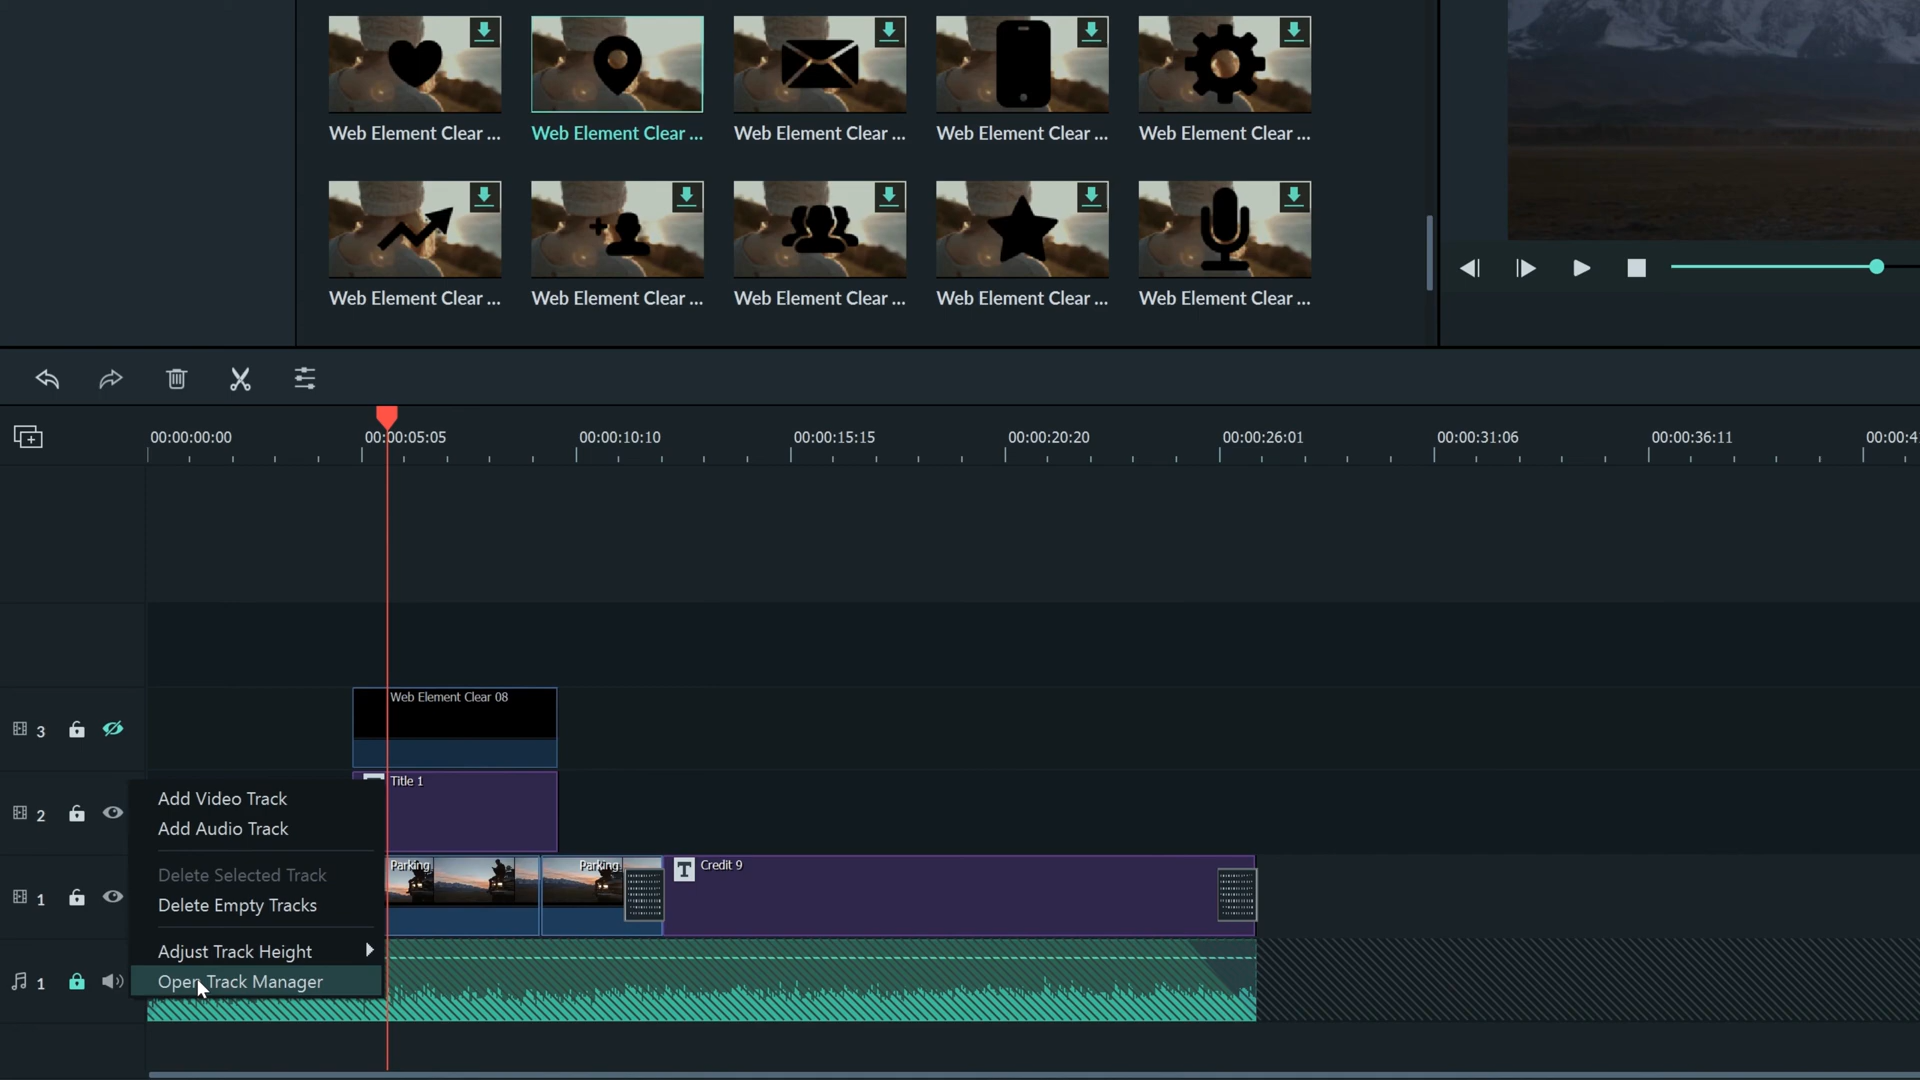 Web Element Clear ...
Web Element Clear ...
Web Element Clear ...
Web Element Clear ...
Web Element Clear ...
Web Element Clear ...
Web Element Clear ...
Web Element Clear ...
Web Element Clear ...
Web Element Clear ...
00:00:00:00
00:00:05:05
00:00:10:10
00:00:15:15
00:00:20:20
00:00:26:01
00:00:31:06
00:00:36:11
00:00:4
3
Web Element Clear 08
2
Title 1
Add Video Track
Add Audio Track
Delete Selected Track
Delete Empty Tracks
Adjust Track Height
Open Track Manager
1
Parking
Parking
T
Credit 9
1